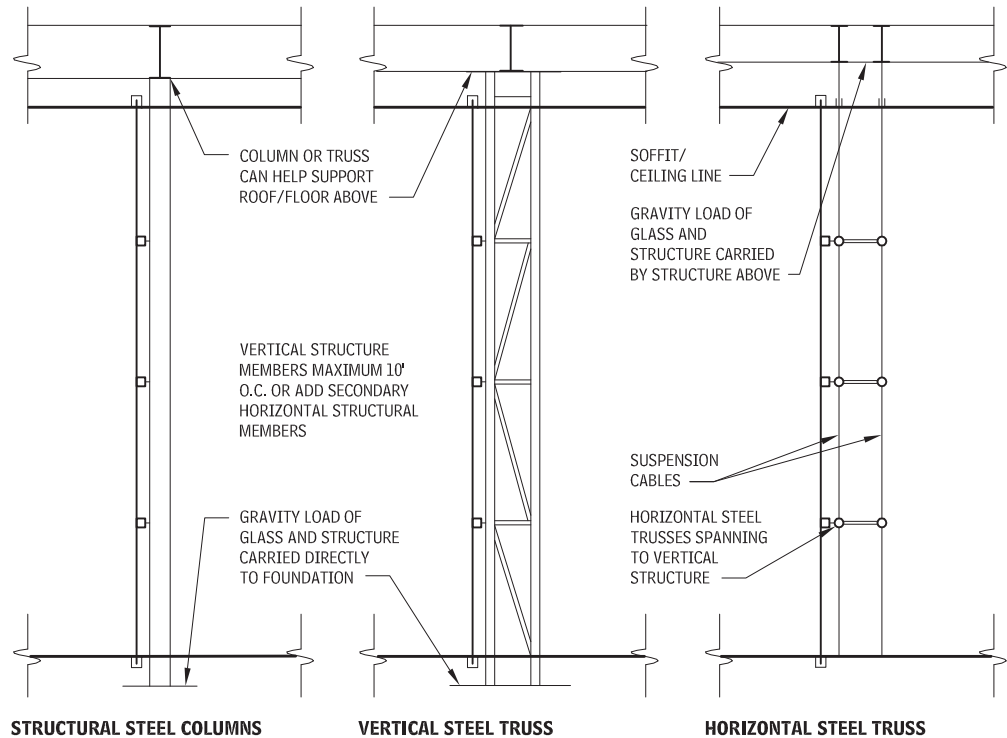 COLUMN OR TRUSS
CAN HELP SUPPORT
ROOF/FLOOR ABOVE
VERTICAL STRUCTURE
MEMBERS MAXIMUM 10'
O.C. OR ADD SECONDARY
HORIZONTAL STRUCTURAL
MEMBERS
GRAVITY LOAD OF
GLASS AND STRUCTURE
CARRIED DIRECTLY
TO FOUNDATION
SOFFIT/
CEILING LINE
GRAVITY LOAD OF
GLASS AND
STRUCTURE CARRIED
BY STRUCTURE ABOVE
SUSPENSION
CABLES
HORIZONTAL STEEL
TRUSSES SPANNING
TO VERTICAL
STRUCTURE
STRUCTURAL STEEL COLUMNS
VERTICAL STEEL TRUSS
HORIZONTAL STEEL TRUSS